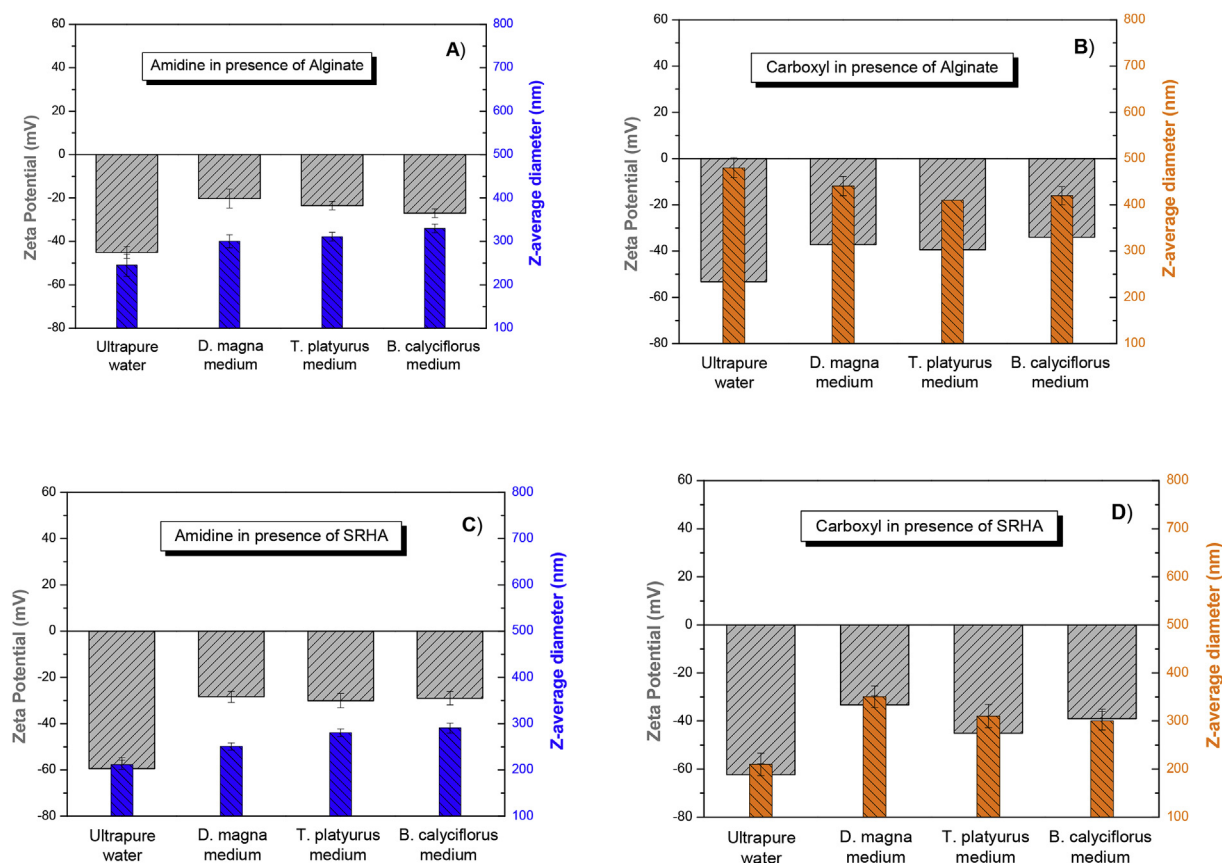 A)
Amidine in presence of Alginate
Zeta Potential (mV)
60
40
20
0
-20
-40
-60
-80
Z-average diameter (nm)
800
700
600
500
400
300
200
100
Ultrapure water
D. magna medium
T. platyurus medium
B. calyciflorus medium
B)
Carboxyl in presence of Alginate
Zeta Potential (mV)
60
40
20
0
-20
-40
-60
-80
Z-average diameter (nm)
800
700
600
500
400
300
200
100
Ultrapure water
D. magna medium
T. platyurus medium
B. calyciflorus medium
C)
Amidine in presence of SRHA
Zeta Potential (mV)
60
40
20
0
-20
-40
-60
-80
Z-average diameter (nm)
800
700
600
500
400
300
200
100
Ultrapure water
D. magna medium
T. platyurus medium
B. calyciflorus medium
D)
Carboxyl in presence of SRHA
Zeta Potential (mV)
60
40
20
0
-20
-40
-60
-80
Z-average diameter (nm)
800
700
600
500
400
300
200
100
Ultrapure water
D. magna medium
T. platyurus medium
B. calyciflorus medium